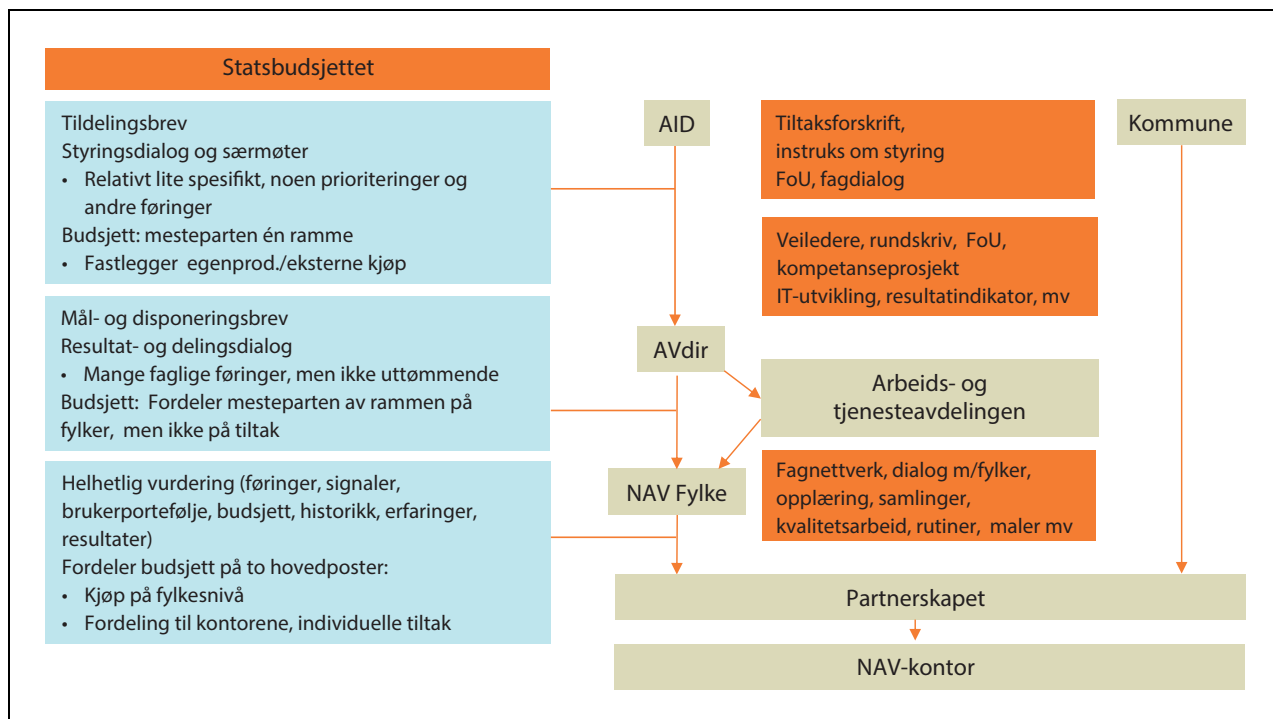 Statsbudsjettet
Tildelingsbrev
Styringsdialog og særmøter
• Relativt lite spesifikt, noen prioriteringer og
andre føringer
Budsjett: mesteparten én ramme
• Fastlegger egenprod./eksterne kjøp
Mål- og disponeringsbrev
Resultat- og delingsdialog
• Mange faglige føringer, men ikke uttømmende
Budsjett: Fordeler mesteparten av rammen på
fylker, men ikke på tiltak
Helhetlig vurdering (føringer, signaler,
brukerportefølje, budsjett, historikk, erfaringer,
resultater)
Fordeler budsjett på to hovedposter:
• Kjøp på fylkesnivå
• Fordeling til kontorene, individuelle tiltak
AID
AVdir
NAV Fylke
Tiltaksforskrift,
instruks om styring
FoU, fagdialog
Veiledere, rundskriv, FoU,
kompetanseprosjekt
IT-utvikling, resultatindikator, mv
Arbeids- og
tjenesteavdelingen
Fagnettverk, dialog m/fylker,
opplæring, samlinger,
kvalitetsarbeid, rutiner, maler mv
Kommune
Partnerskapet
NAV-kontor